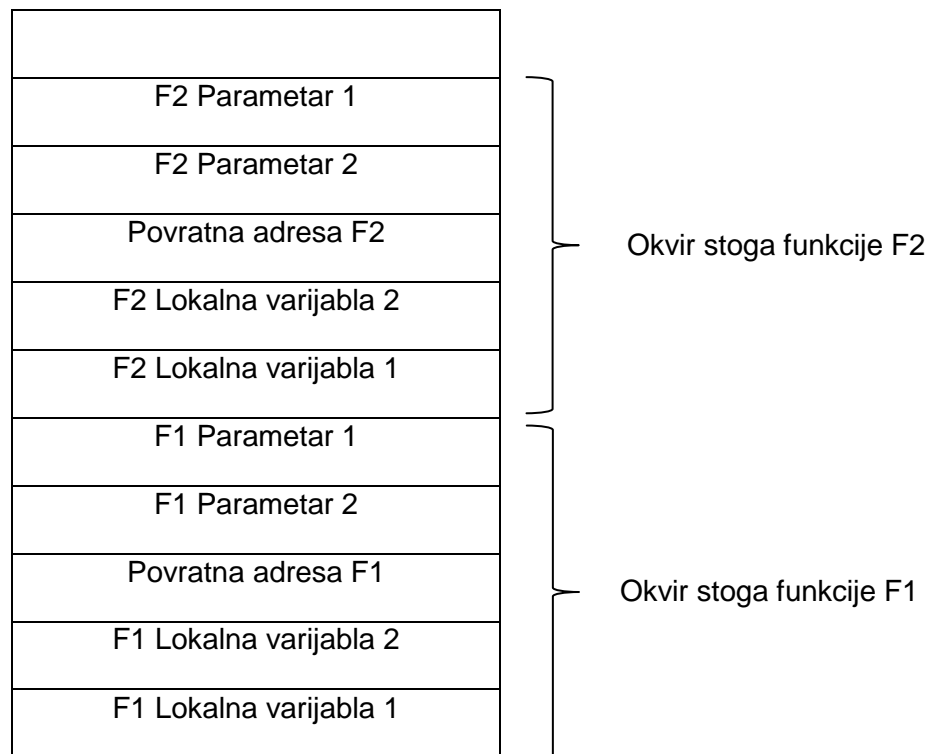 F2 Parametar 1
F2 Parametar 2
Povratna adresa F2
F2 Lokalna varijabla 2
F2 Lokalna varijabla 1
Okvir stoga funkcije F2
F1 Parametar 1
F1 Parametar 2
Povratna adresa F1
F1 Lokalna varijabla 2
F1 Lokalna varijabla 1
Okvir stoga funkcije F1